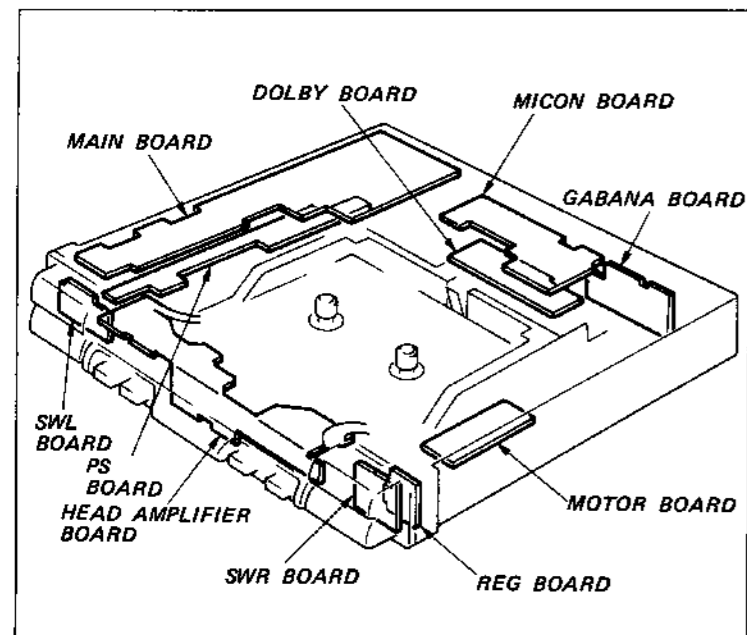 DOLBY BOARD
MICON BOARD
MAIN BOARD
GABANA BOARD
SWL
BOARD
PS
BOARD
HEAD AMPLIFIER
BOARD
MOTOR BOARD
SWR BOARD
REG BOARD